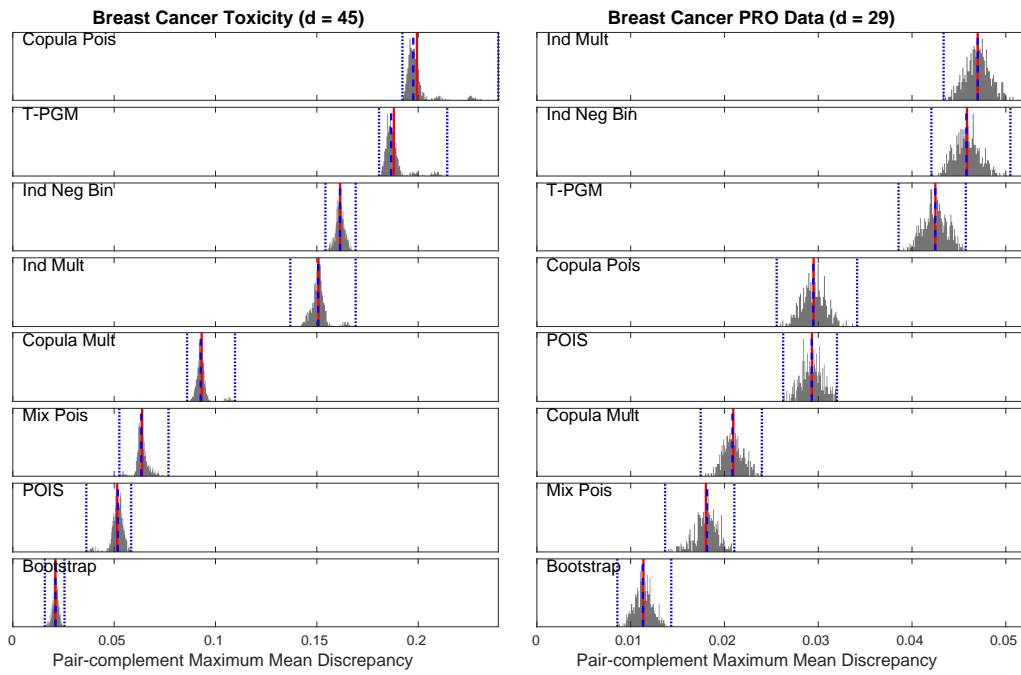 Breast Cancer Toxicity (d = 45)
Copula Pois
T-PGM
Ind Neg Bin
Ind Mult
Copula Mult
Mix Pois
POIS
Bootstrap
0 0.05 0.1 0.15 0.2
Pair-complement Maximum Mean Discrepancy
Breast Cancer PRO Data (d = 29)
Ind Mult
Ind Neg Bin
T-PGM
Copula Pois
POIS
Copula Mult
Mix Pois
Bootstrap
0 0.01 0.02 0.03 0.04 0.05
Pair-complement Maximum Mean Discrepancy